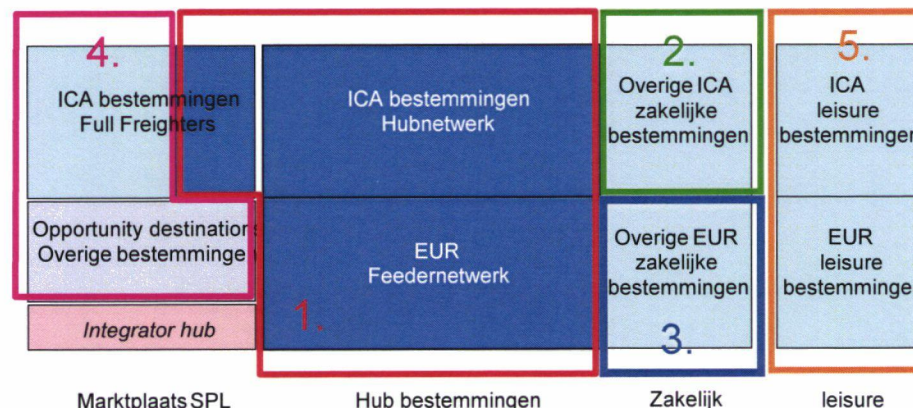 4.
ICA bestemmingen
Full Freighters
Opportunity destinations
Overige bestemmingen
Integrator hub
Marktplaats SPL
ICA bestemmingen
Hubnetwerk
EUR
Feedernetwerk
1.
Hub bestemmingen
2.
Overige ICA
zakelijke
bestemmingen
Overige EUR
zakelijke
bestemmingen
3.
Zakelijk
5.
ICA
leisure
bestemmingen
EUR
leisure
bestemminge
leisure